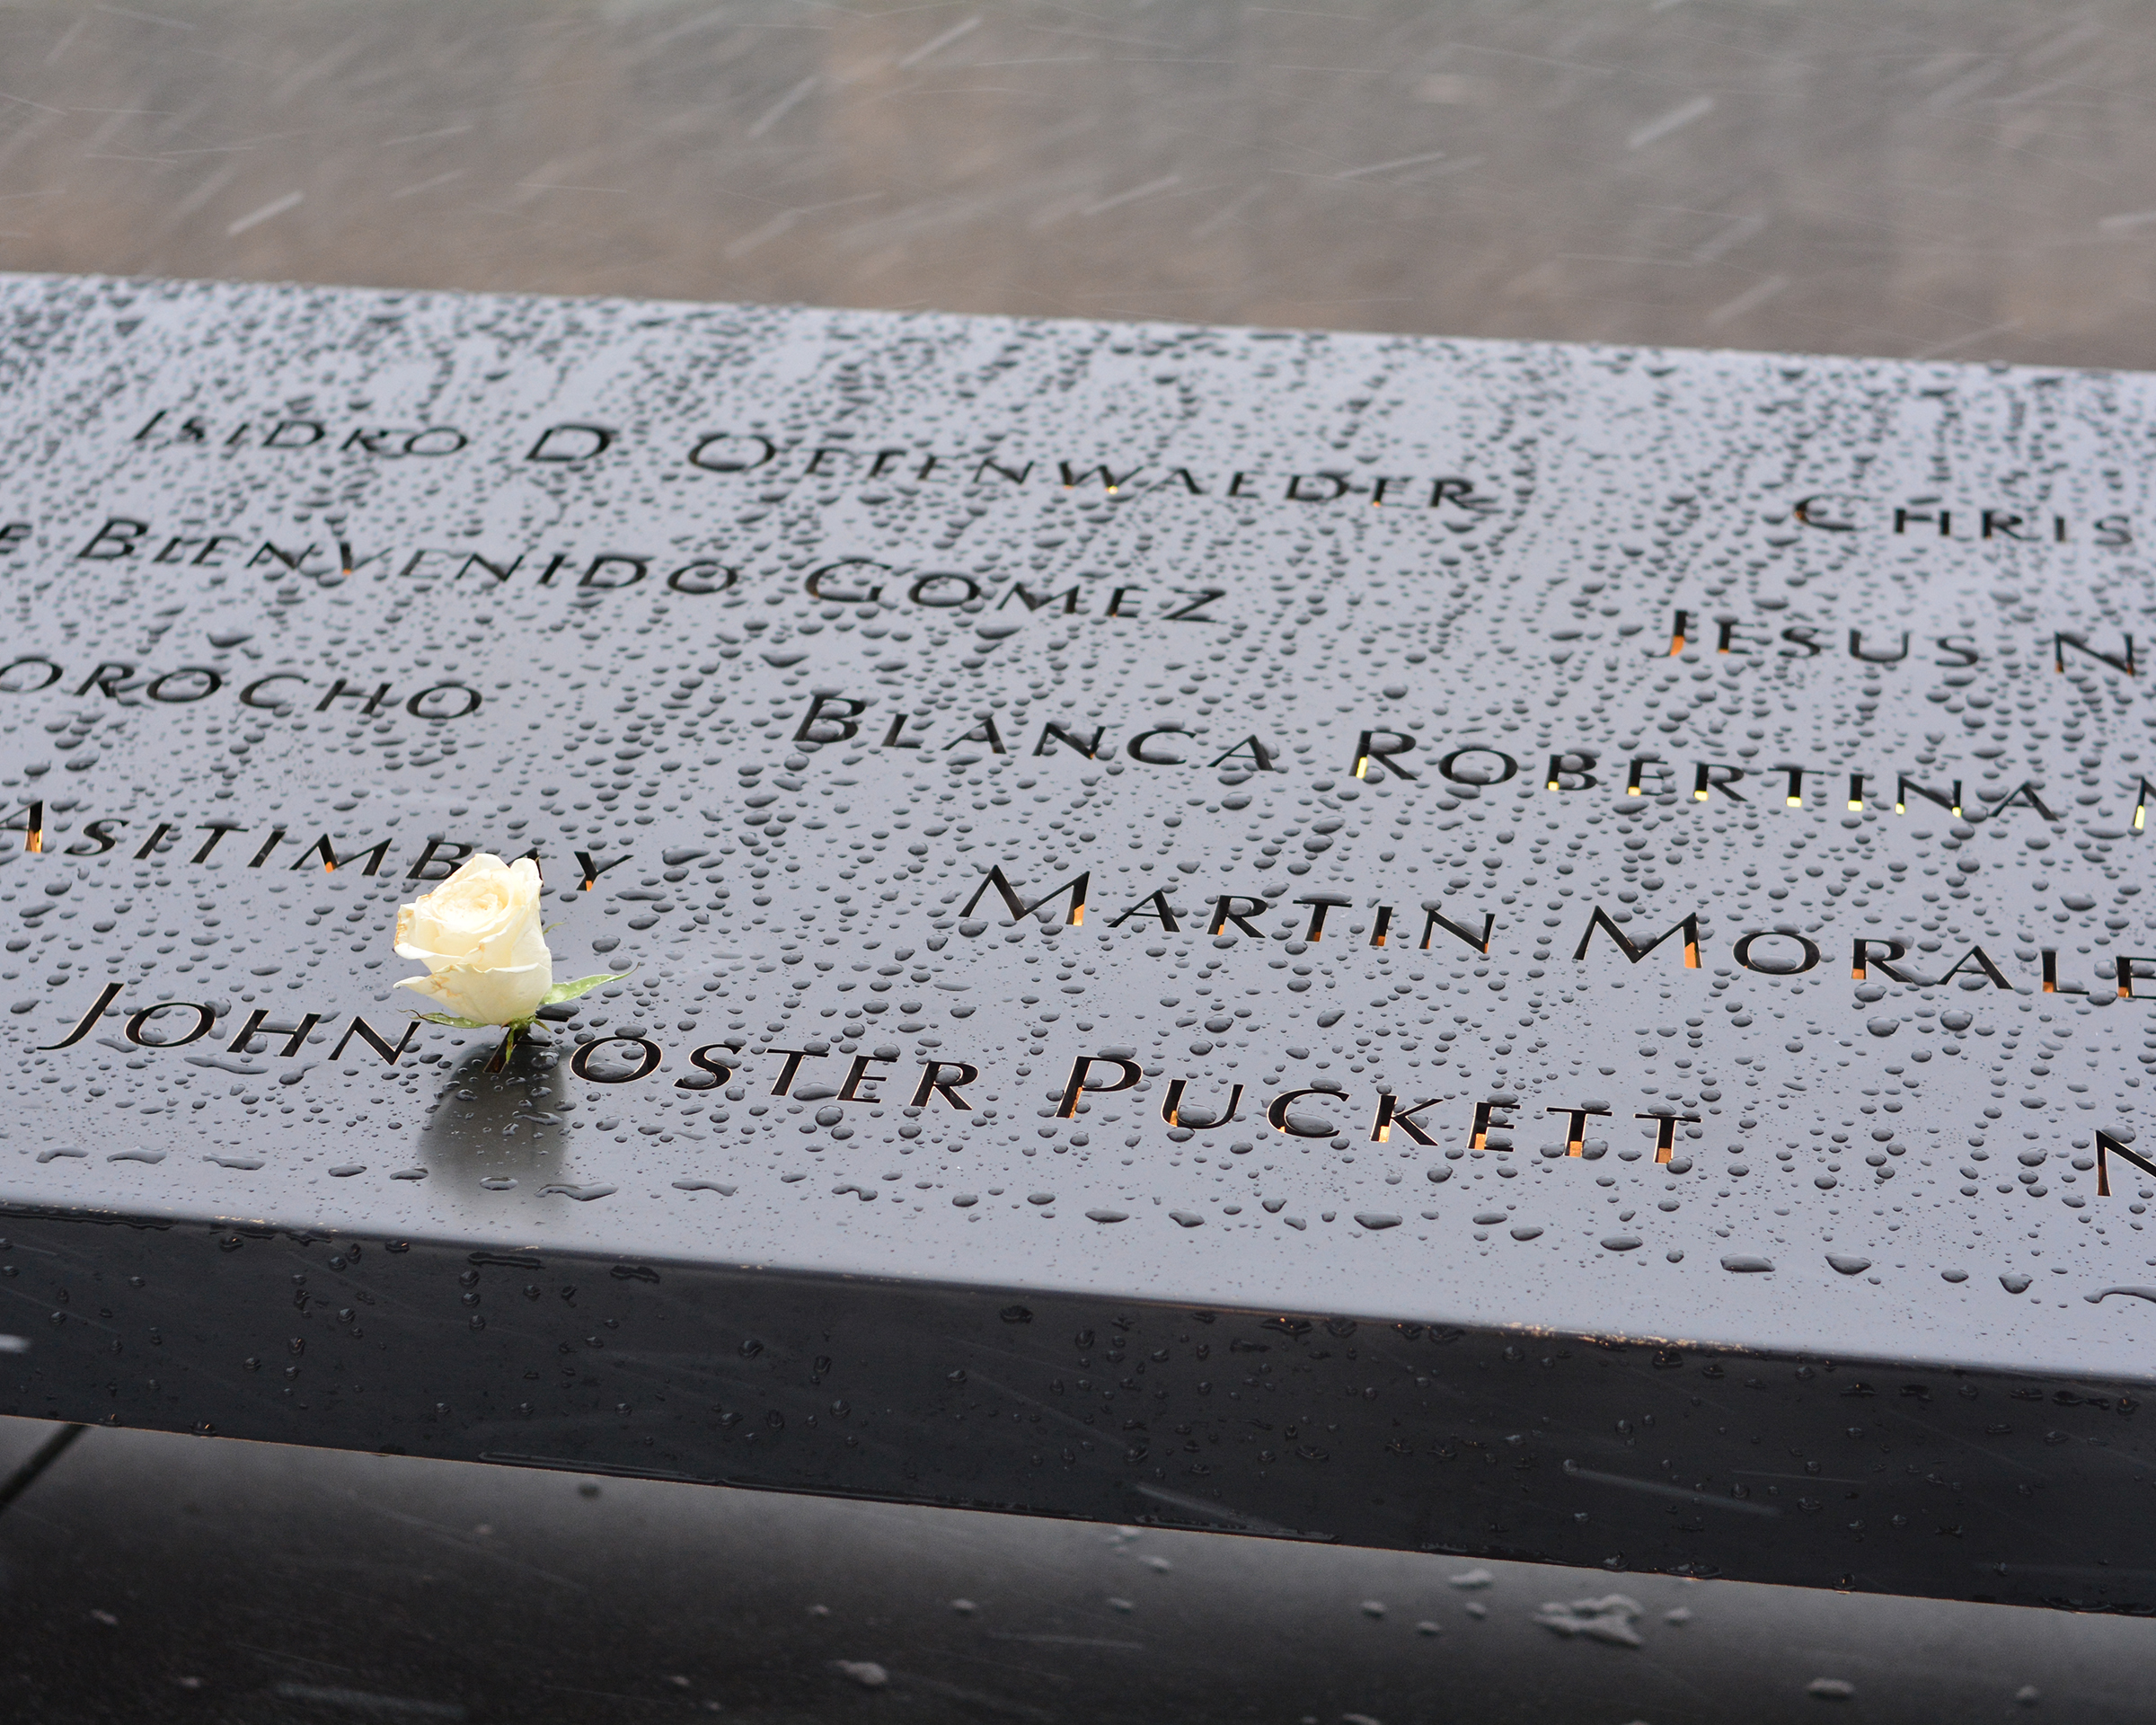 ISIDRO D OTTENWALDER CHRIS
E BIENVENIDO GOMEZ JESUS N
OROCHO BLANCA ROBERTINA
ASITIMBAY MARTIN MORALE
JOHN FOSTER PUCKETT N